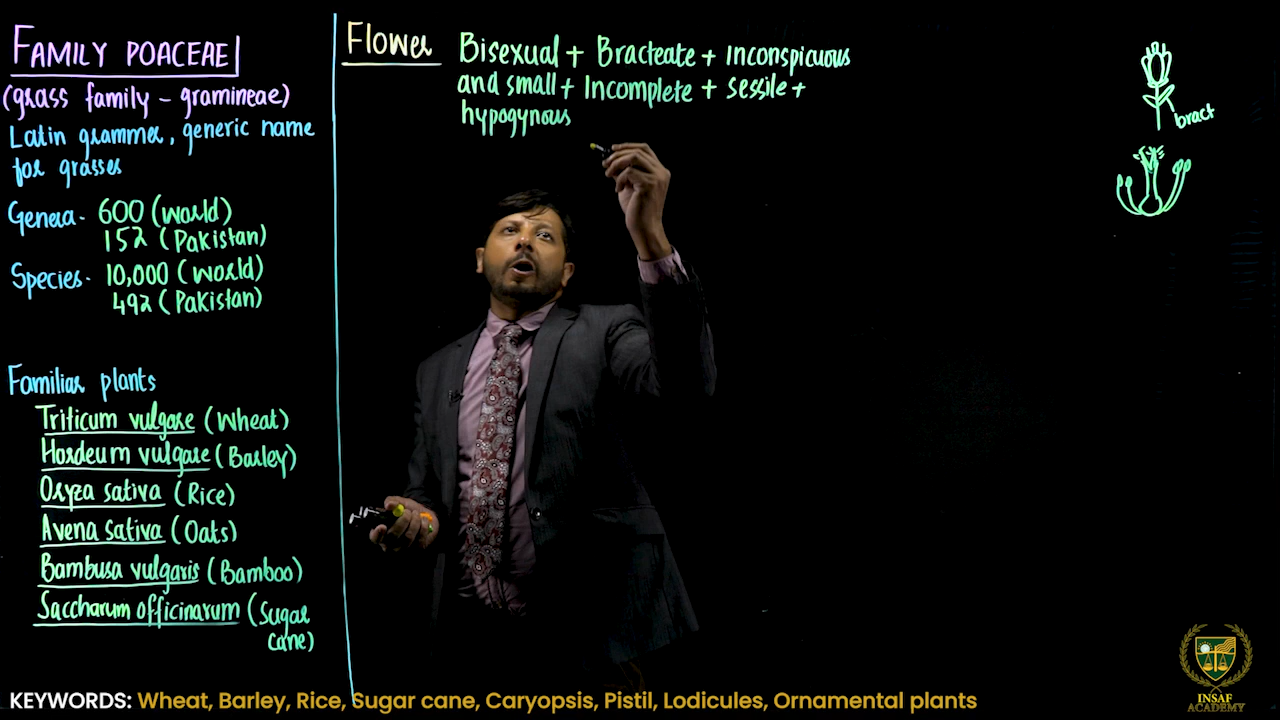 FAMILY POACEAE
(grass family - gramineae)
Latin grammer, generic name
for grasses
Genera - 600 (world)
152 (Pakistan)
Species - 10,000 (world)
492 (Pakistan)
Familiar plants
Triticum vulgare (Wheat)
Hordeum vulgare (Barley)
Oryza sativa (Rice)
Avena sativa (Oats)
Bambusa vulgaris (Bamboo)
Saccharum officinarum (Sugar
cane)
Flower Bisexual + Bracteate + inconspicuous
and small + Incomplete + sessile +
hypogynous
bract
KEYWORDS: Wheat, Barley, Rice, Sugar cane, Caryopsis, Pistil, Lodicules, Ornamental plants
INSAF
ACADEMY